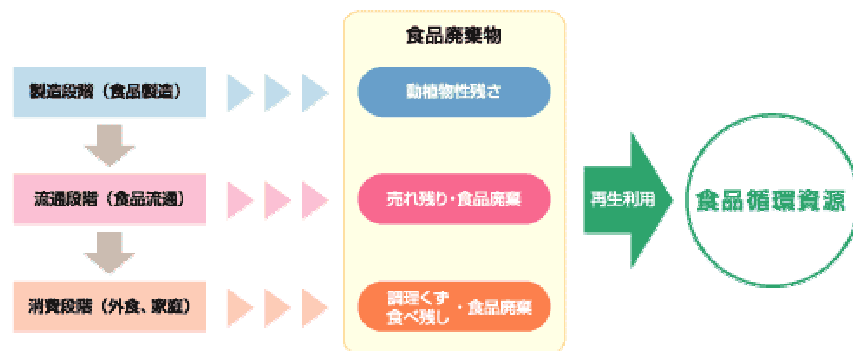 食品廃棄物
製造段階（食品製造）
動植物性残さ
流通段階（食品流通）
売れ残り・食品廃棄
再生利用
食品循環資源
消費段階（外食、家庭）
調理くず
食べ残し・食品廃棄